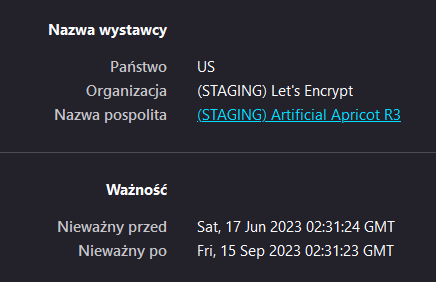 Nazwa wystawcy
Państwo US
Organizacja (STAGING) Let's Encrypt
Nazwa pospolita (STAGING) Artificial Apricot R3
Ważność
Nieważny przed Sat, 17 Jun 2023 02:31:24 GMT
Nieważny po Fri, 15 Sep 2023 02:31:23 GMT